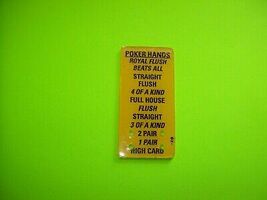 POKER HANDS
ROYAL FLUSH
BEATS ALL
STRAIGHT
FLUSH
4 OF A KIND
FULL HOUSE
FLUSH
STRAIGHT
3 OF A KIND
2 PAIR
1 PAIR
HIGH CARD